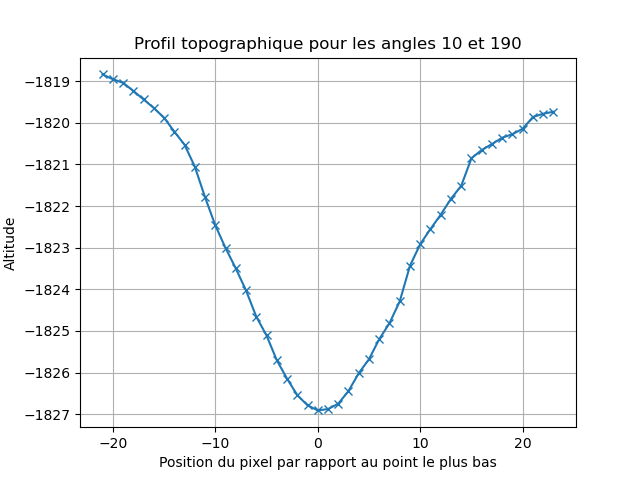 Profil topographique pour les angles 10 et 190
Altitude
−1819
−1820
−1821
−1822
−1823
−1824
−1825
−1826
−1827
−20 −10 0 10 20
Position du pixel par rapport au point le plus bas